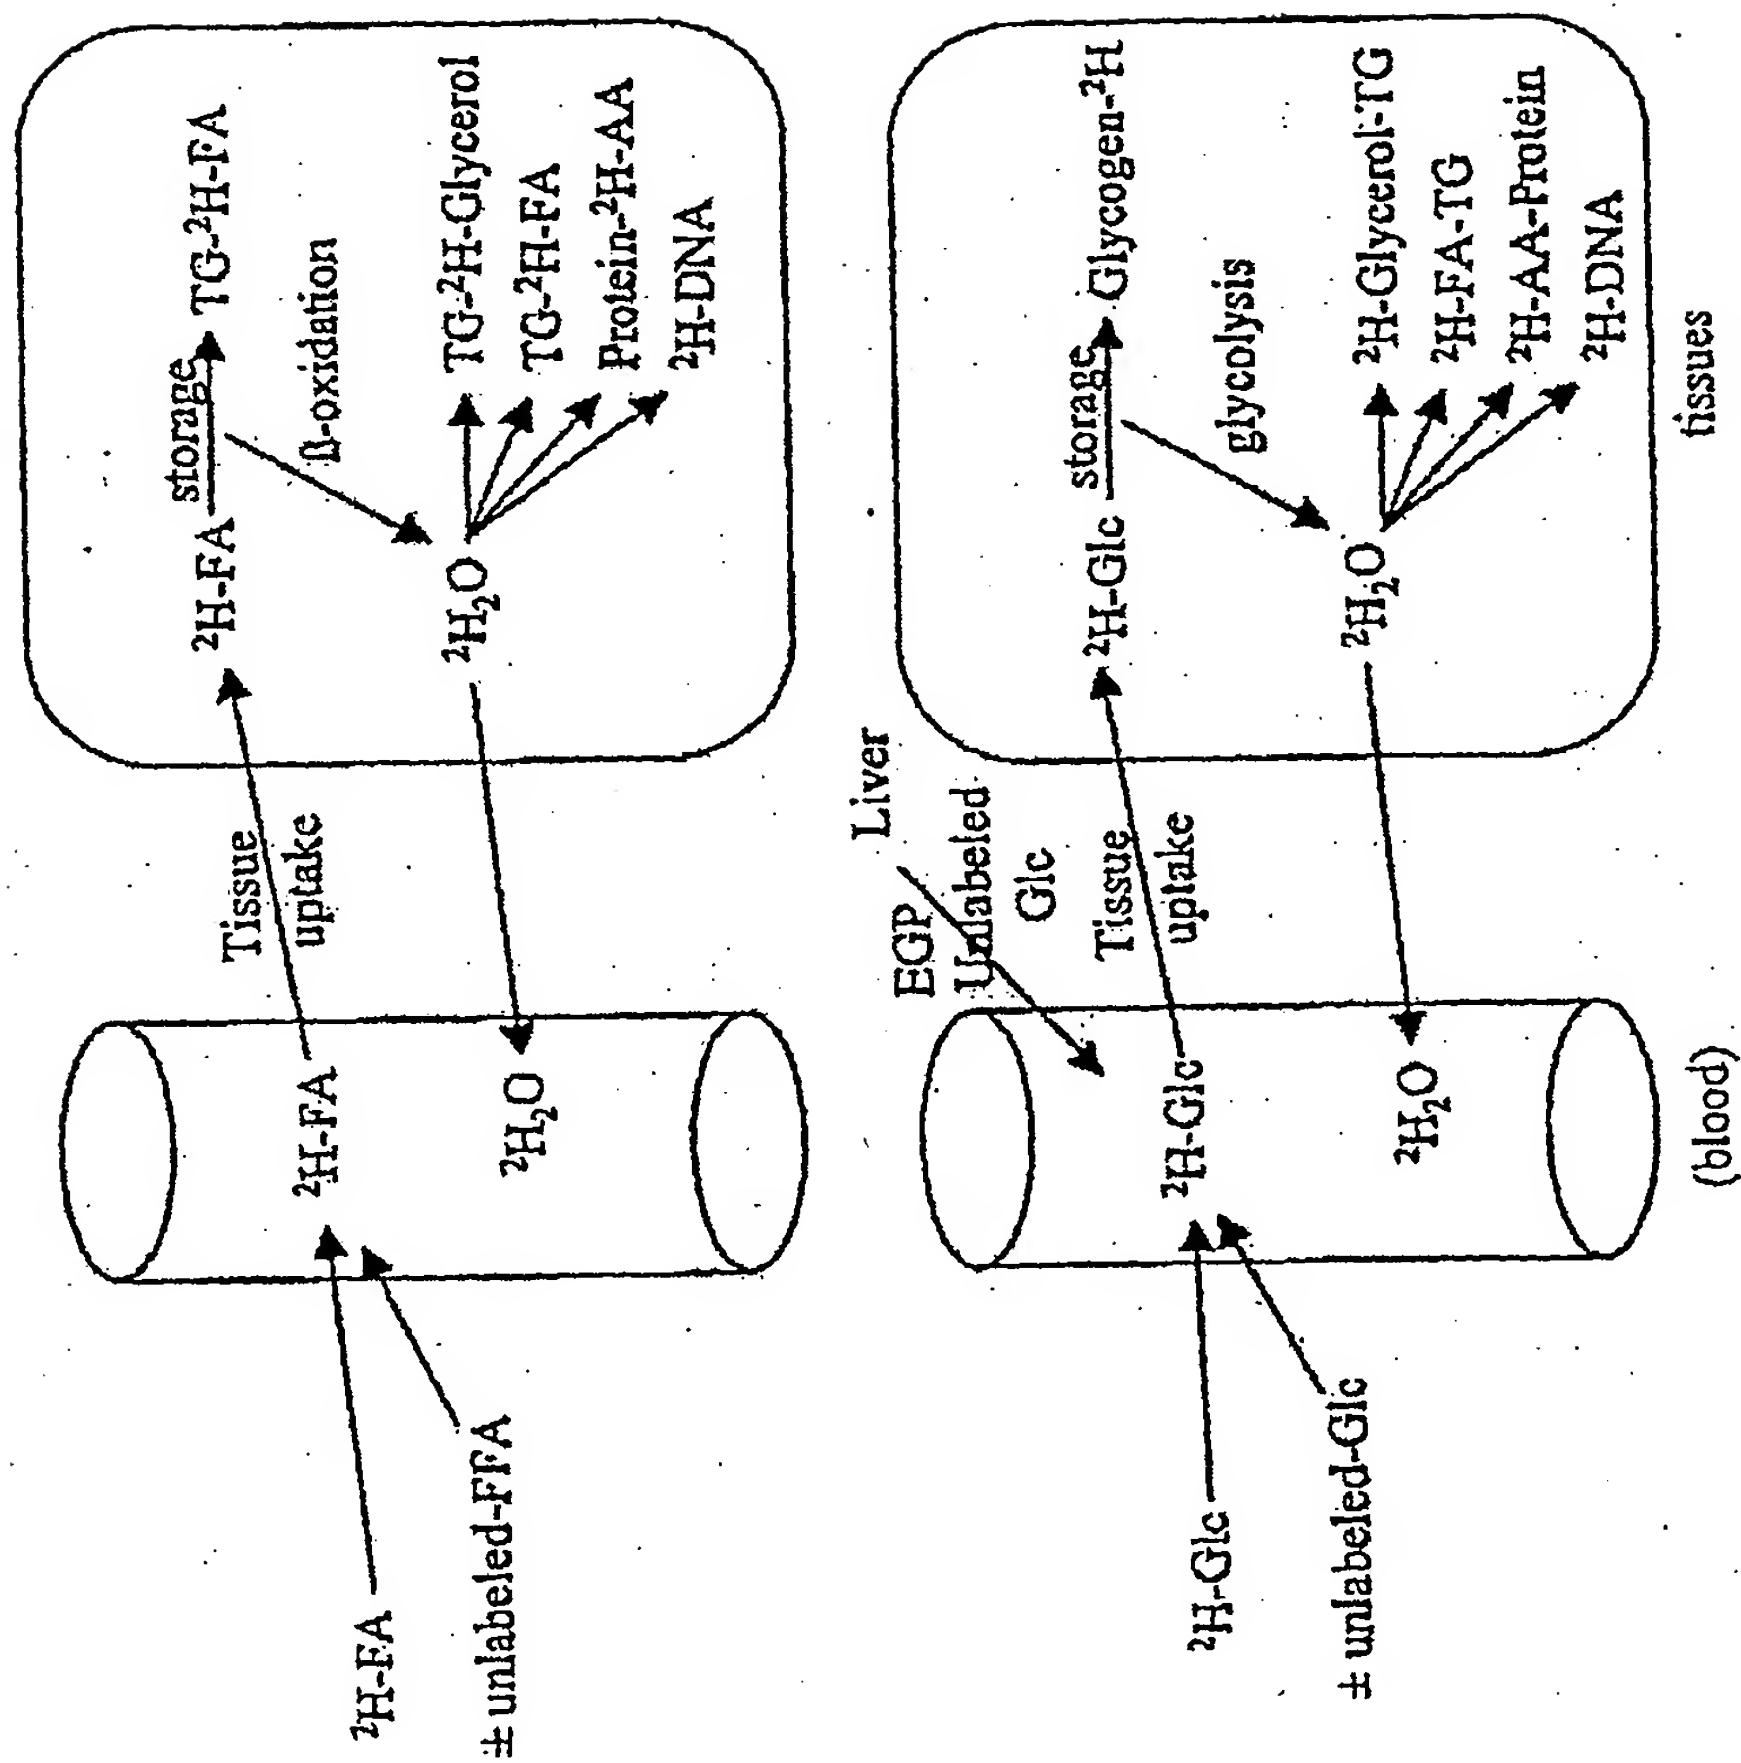 ²H-FA
± unlabeled-FFA
²H-FA
²H₂O
Tissue
uptake
²H-FA
storage
TG-²H-FA
ß-oxidation
²H₂O
TG-²H-Glycerol
TG-²H-FA
Protein-²H-AA
²H-DNA
²H-Glc
± unlabeled-Glc
²H-Glc
²H₂O
Liver
EGP
Unlabeled
Glc
Tissue
uptake
²H-Glc
storage
Glycogen-²H
glycolysis
²H₂O
²H-Glycerol-TG
²H-FA-TG
²H-AA-Protein
²H-DNA
(blood)
tissues